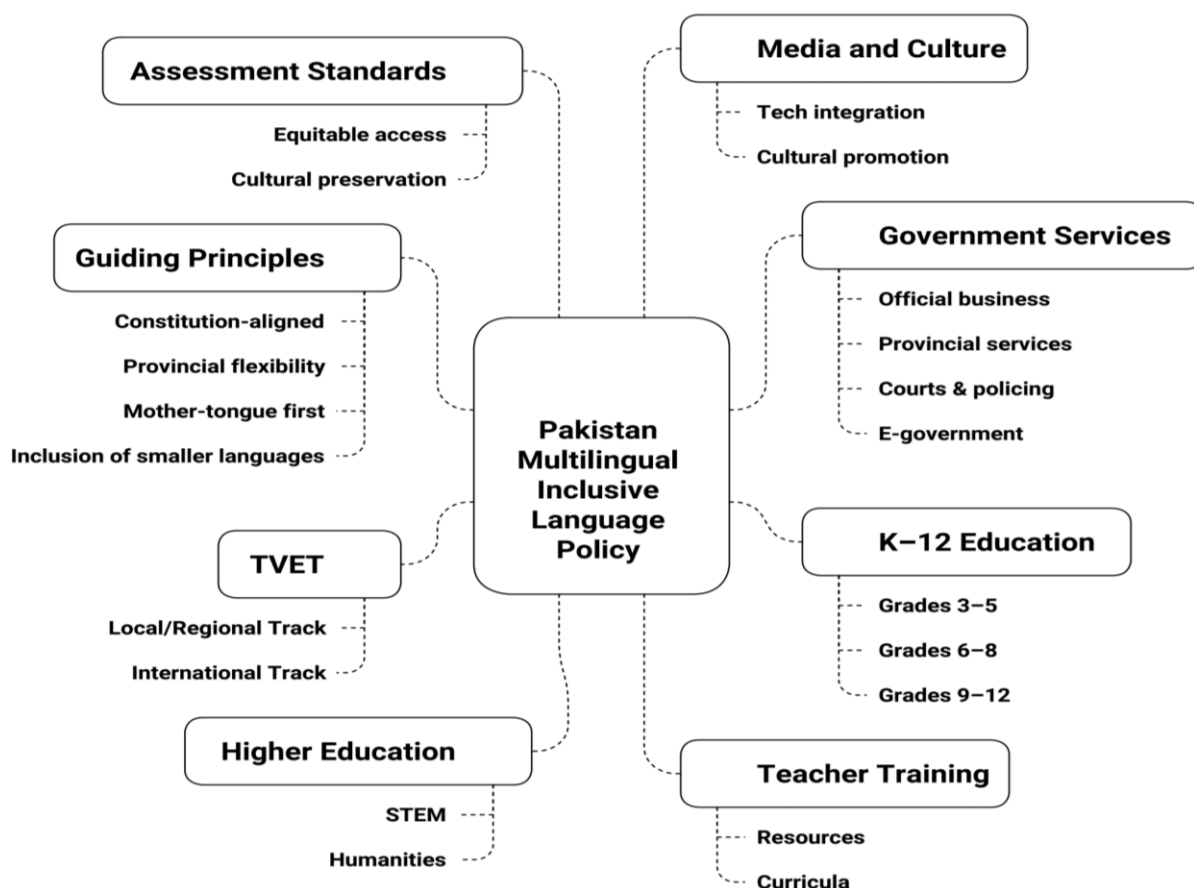 Assessment Standards
Equitable access
Cultural preservation
Guiding Principles
Constitution-aligned
Provincial flexibility
Mother-tongue first
Inclusion of smaller languages
TVET
Local/Regional Track
International Track
Higher Education
STEM
Humanities
Pakistan
Multilingual
Inclusive
Language
Policy
Media and Culture
Tech integration
Cultural promotion
Government Services
Official business
Provincial services
Courts & policing
E-government
K–12 Education
Grades 3–5
Grades 6–8
Grades 9–12
Teacher Training
Resources
Curricula